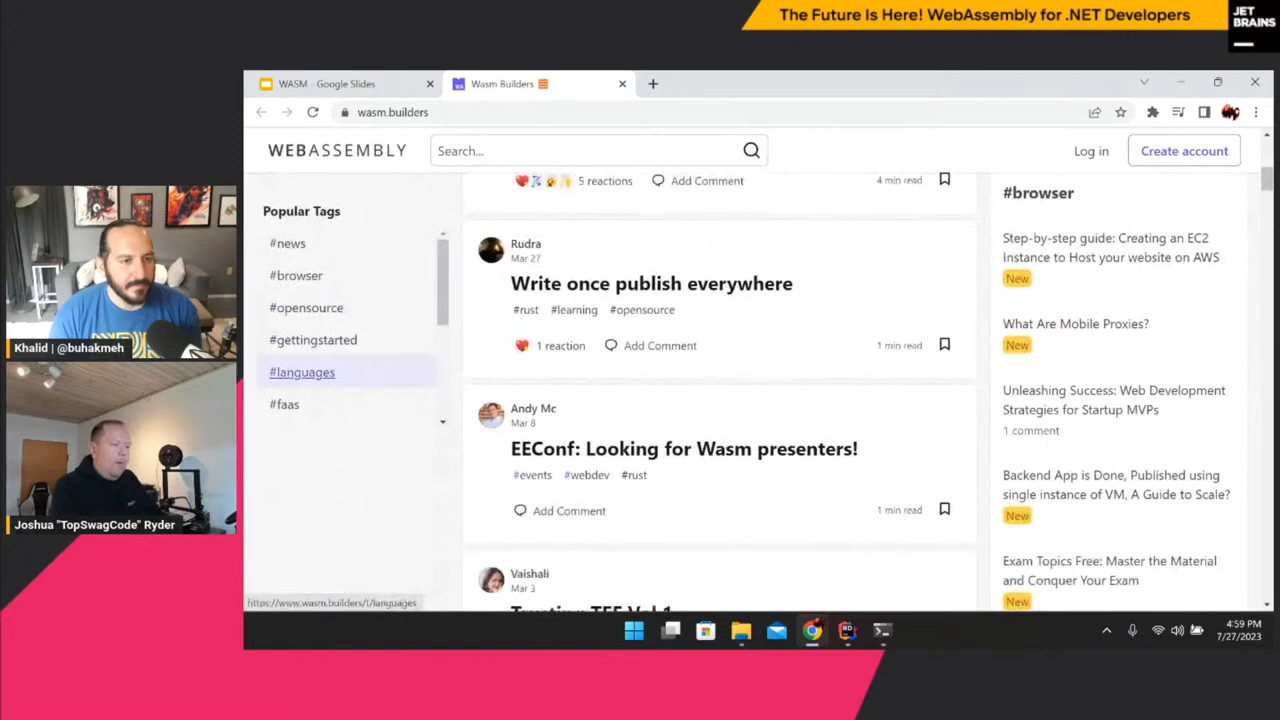 The Future Is Here! WebAssembly for .NET Developers
JET
BRAINS
WASM - Google Slides
Wasm Builders
wasm.builders
WEBASSEMBLY
Search...
Log in
Create account
Popular Tags
#news
#browser
#opensource
#gettingstarted
#languages
#faas
5 reactions
Add Comment
4 min read
Rudra
Mar 27
Write once publish everywhere
#rust #learning #opensource
1 reaction
Add Comment
1 min read
Andy Mc
Mar 8
EEConf: Looking for Wasm presenters!
#events #webdev #rust
Add Comment
1 min read
Vaishali
Mar 3
#browser
Step-by-step guide: Creating an EC2
Instance to Host your website on AWS
New
What Are Mobile Proxies?
New
Unleashing Success: Web Development
Strategies for Startup MVPs
1 comment
Backend App is Done, Published using
single instance of VM, A Guide to Scale?
New
Exam Topics Free: Master the Material
and Conquer Your Exam
New
https://www.wasm.builders/t/languages
4:59 PM
7/27/2023
Khalid | @buhakmeh
Joshua "TopSwagCode" Ryder